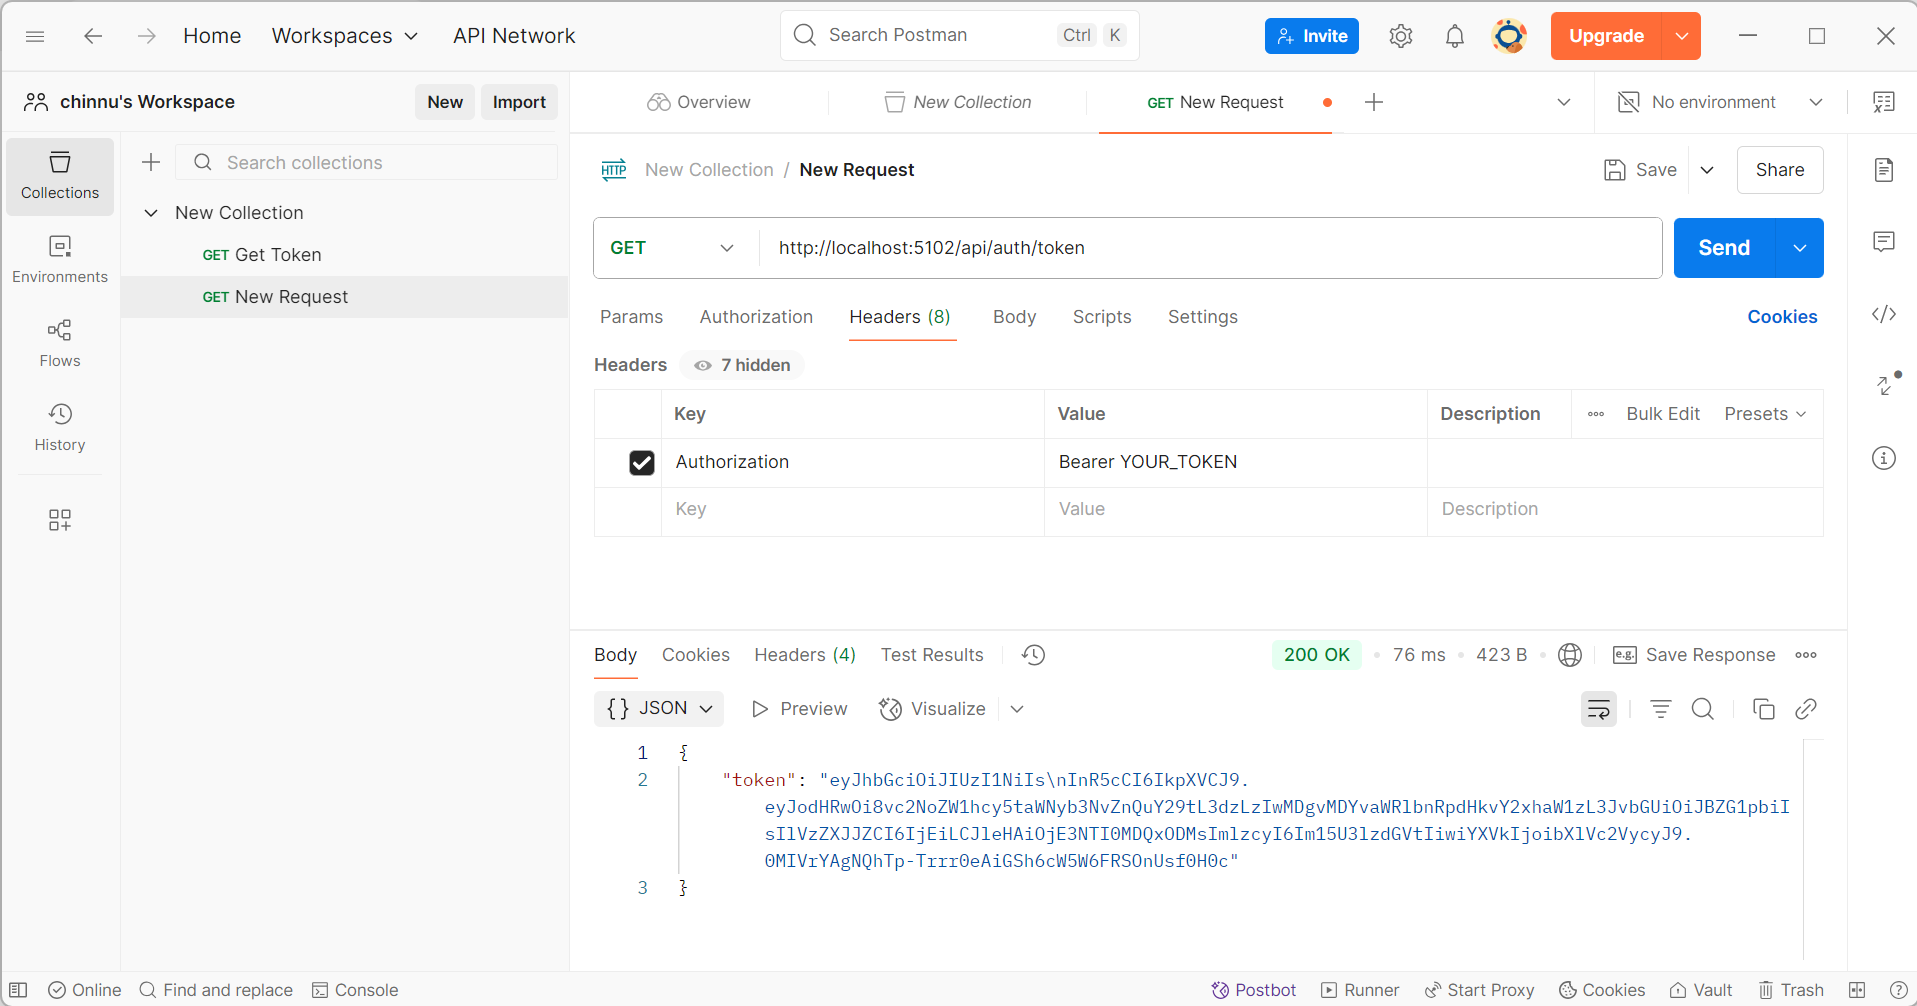 Home Workspaces API Network Search Postman Ctrl K Invite Upgrade
chinnu's Workspace New Import Overview New Collection GET New Request No environment
Collections
Environments
Flows
History
Search collections
New Collection
GET Get Token
GET New Request
HTTP New Collection / New Request Save Share
GET http://localhost:5102/api/auth/token Send
Params Authorization Headers (8) Body Scripts Settings Cookies
Headers 7 hidden
Key Value Description Bulk Edit Presets
Authorization Bearer YOUR_TOKEN
Key Value Description
Body Cookies Headers (4) Test Results 200 OK 76 ms 423 B e.g. Save Response
{} JSON Preview Visualize
1 {
2 "token": "eyJhbGciOiJIUzI1NiIs\nInR5cCI6IkpXVCJ9.
eyJodHRwOi8vc2NoZW1hcy5taWNyb3NvZnQuY29tL3dzLzIwMDgvMDYvaWRlbnRpdHkvY2xhaW1zL3JvbGUiOiJBZG1pbiI
sIlVzZXJJZCI6IjEiLCJleHAiOjE3NTI0MDQxODMsImlzcyI6Im15U3lzdGVtIiwiYXVkIjoibXlVc2VycyJ9.
0MIVrYAgNQhTp-Trrr0eAiGSh6cW5W6FRSOnUsf0H0c"
3 }
Online Find and replace Console Postbot Runner Start Proxy Cookies Vault Trash